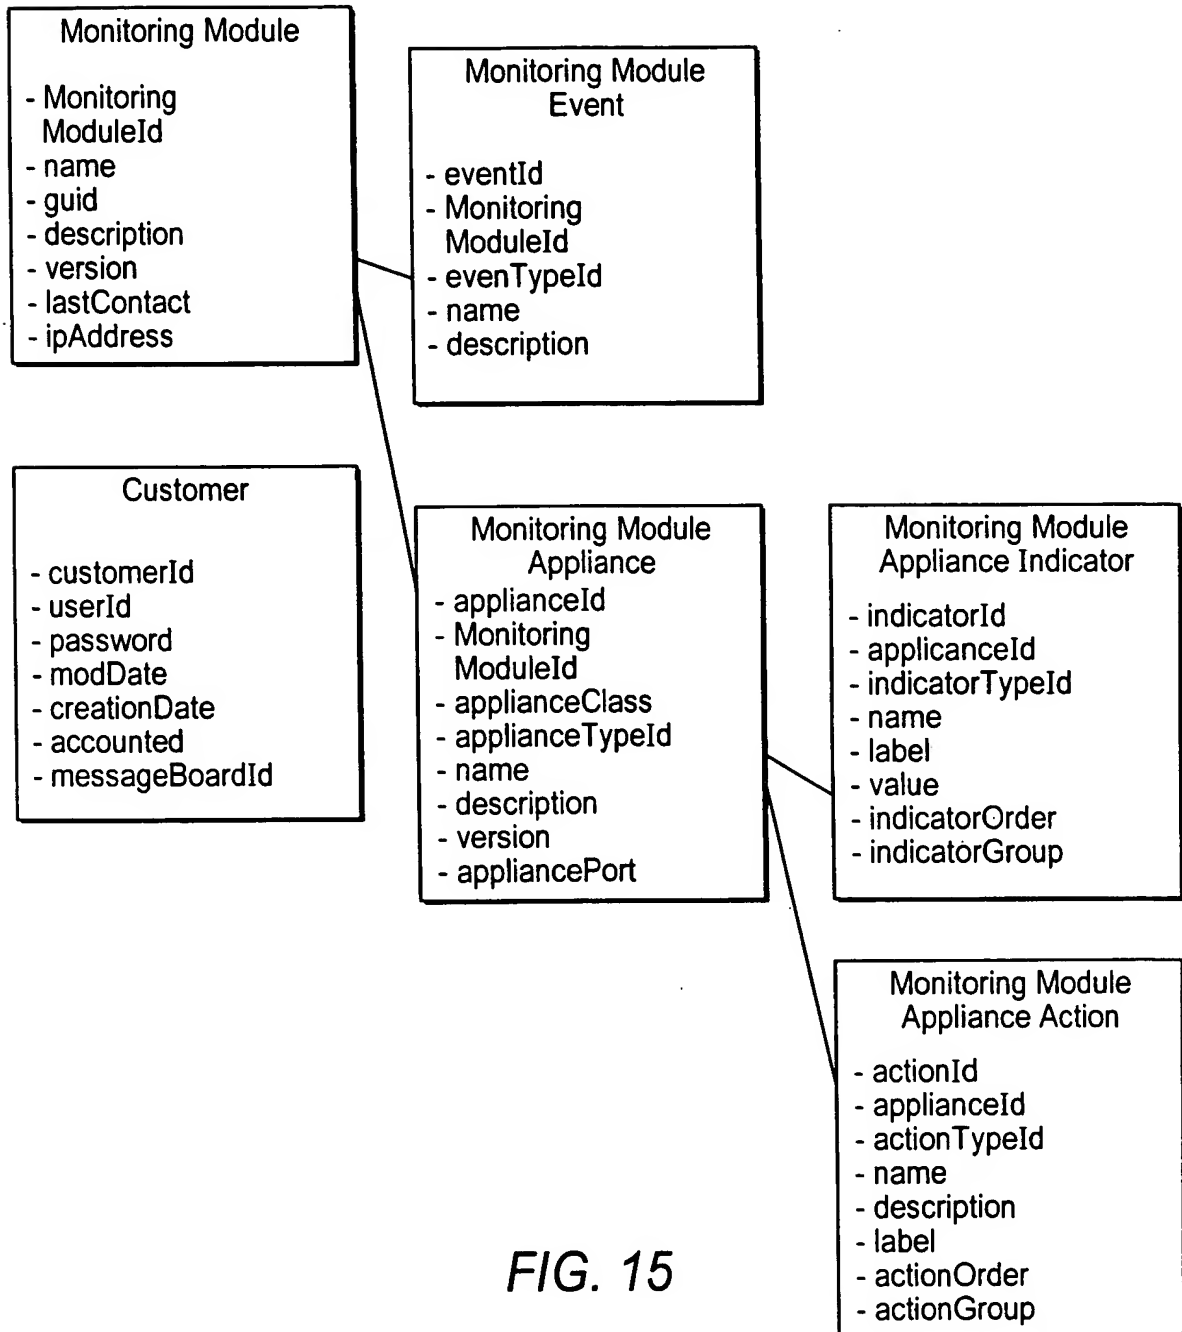 Monitoring Module
- Monitoring
ModuleId
- name
- guid
- description
- version
- lastContact
- ipAddress
Monitoring Module
Event
- eventId
- Monitoring
ModuleId
- evenTypeId
- name
- description
Customer
- customerId
- userId
- password
- modDate
- creationDate
- accounted
- messageBoardId
Monitoring Module
Appliance
- applianceId
- Monitoring
ModuleId
- applianceClass
- applianceTypeId
- name
- description
- version
- appliancePort
Monitoring Module
Appliance Indicator
- indicatorId
- applicanceId
- indicatorTypeId
- name
- label
- value
- indicatorOrder
- indicatorGroup
Monitoring Module
Appliance Action
- actionId
- applianceId
- actionTypeId
- name
- description
- label
- actionOrder
- actionGroup
FIG. 15